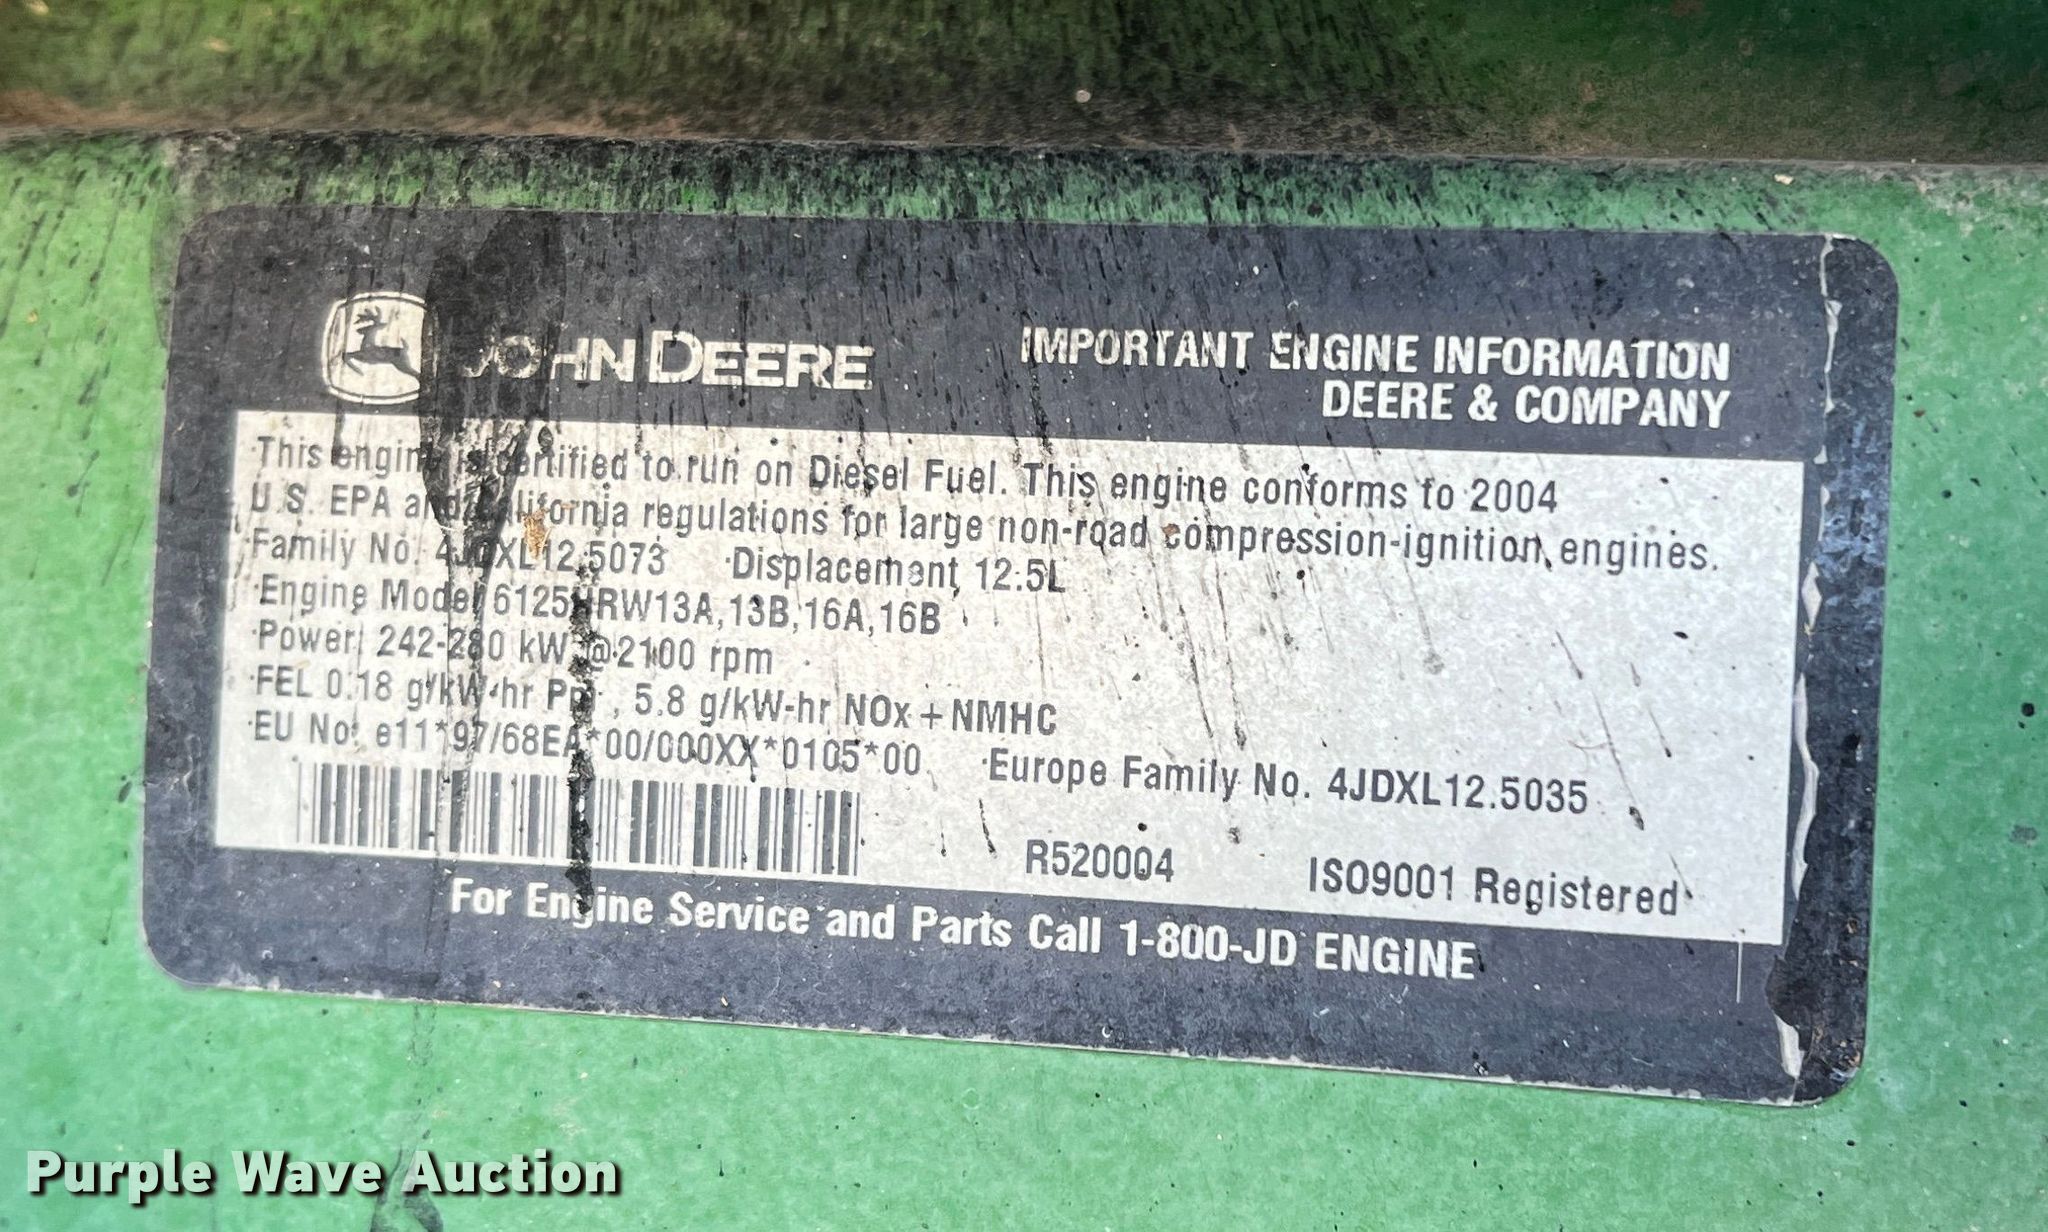 JOHN DEERE
IMPORTANT ENGINE INFORMATION
DEERE & COMPANY
This engine is certified to run on Diesel Fuel. This engine conforms to 2004
U.S. EPA and California regulations for large non-road compression-ignition engines.
Family No. 4JDXL12.5073 Displacement 12.5L
Engine Model 6125HRW13A,13B,16A,16B
Power 242-280 kW @ 2100 rpm
FEL 0.18 g/kW-hr , 5.8 g/kW-hr NOx + NMHC
EU No. e11*97/68EA*00/000XX*0105*00 Europe Family No. 4JDXL12.5035
R520004 ISO9001 Registered
For Engine Service and Parts Call 1-800-JD ENGINE
Purple Wave Auction